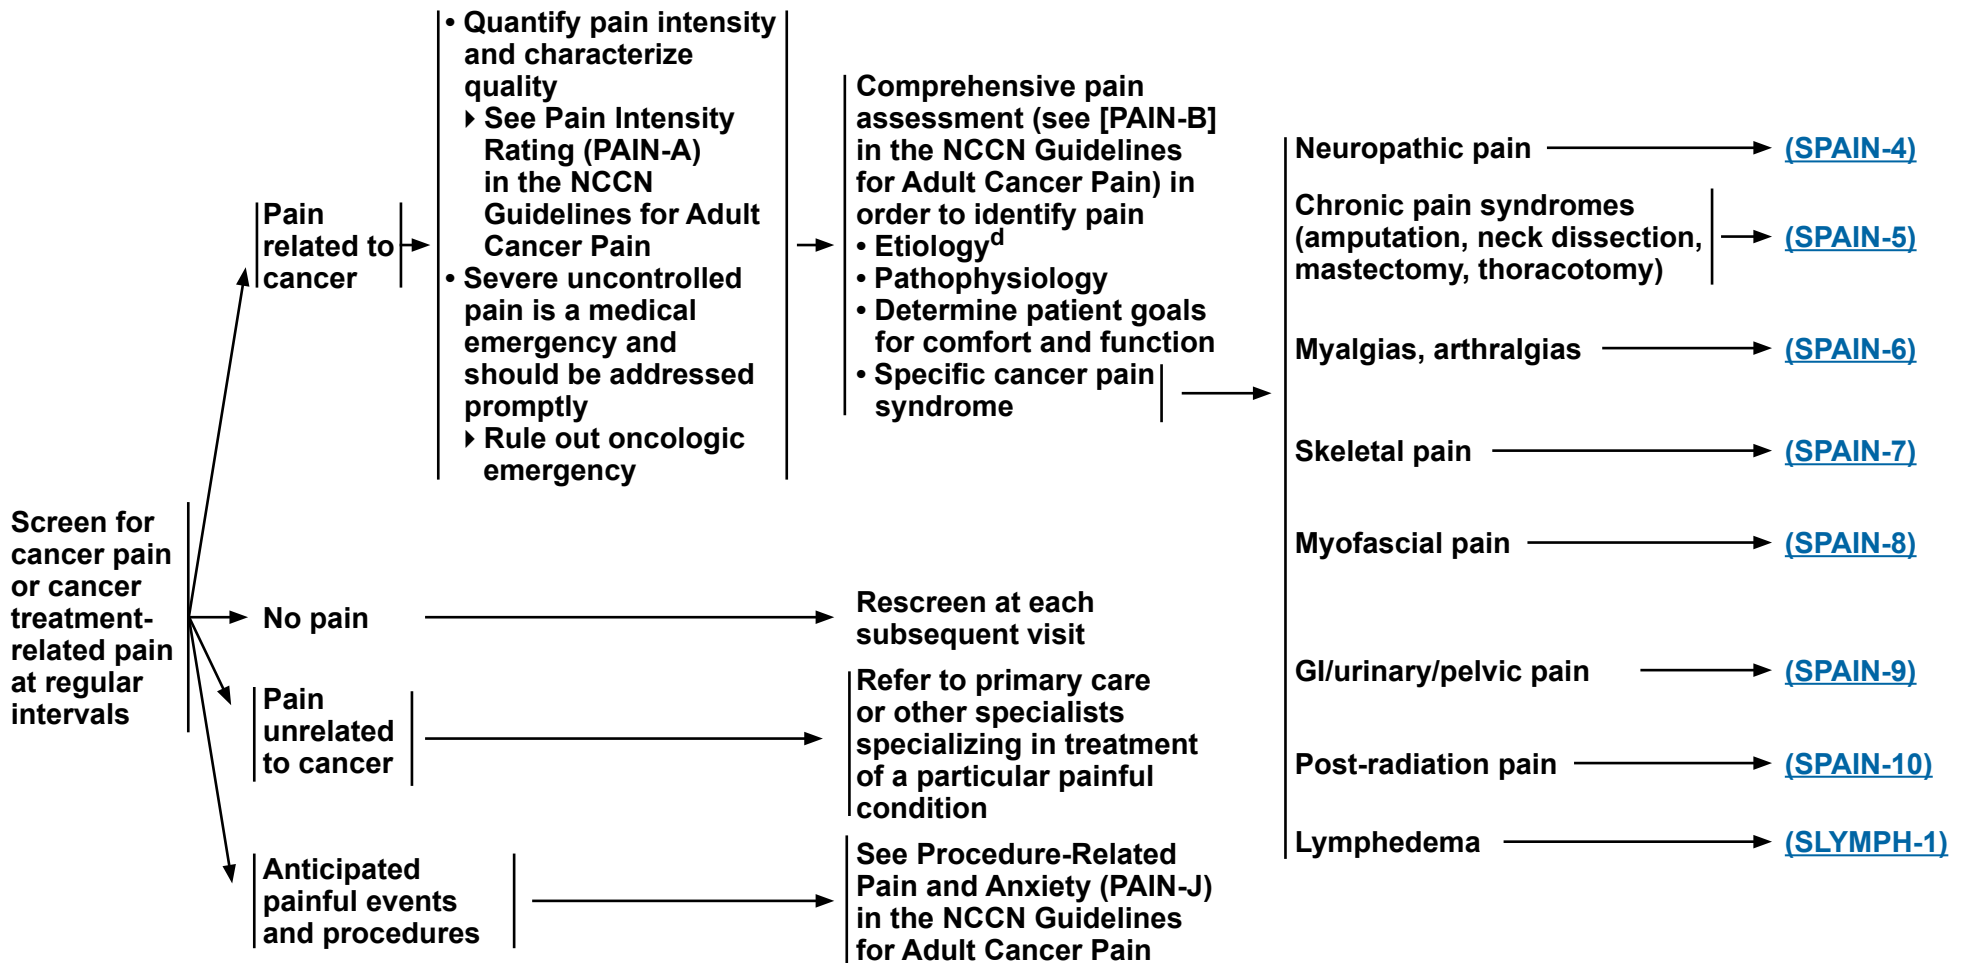 Screen for
cancer pain
or cancer
treatment-
related pain
at regular
intervals
Pain
related to
cancer
• Quantify pain intensity
and characterize
quality
▸ See Pain Intensity
Rating (PAIN-A)
in the NCCN
Guidelines for Adult
Cancer Pain
• Severe uncontrolled
pain is a medical
emergency and
should be addressed
promptly
▸ Rule out oncologic
emergency
Comprehensive pain
assessment (see [PAIN-B]
in the NCCN Guidelines
for Adult Cancer Pain) in
order to identify pain
• Etiologyd
• Pathophysiology
• Determine patient goals
for comfort and function
• Specific cancer pain
syndrome
Neuropathic pain
(SPAIN-4)
Chronic pain syndromes
(amputation, neck dissection,
mastectomy, thoracotomy)
(SPAIN-5)
Myalgias, arthralgias
(SPAIN-6)
Skeletal pain
(SPAIN-7)
Myofascial pain
(SPAIN-8)
GI/urinary/pelvic pain
(SPAIN-9)
Post-radiation pain
(SPAIN-10)
Lymphedema
(SLYMPH-1)
No pain
Rescreen at each
subsequent visit
Pain
unrelated
to cancer
Refer to primary care
or other specialists
specializing in treatment
of a particular painful
condition
Anticipated
painful events
and procedures
See Procedure-Related
Pain and Anxiety (PAIN-J)
in the NCCN Guidelines
for Adult Cancer Pain